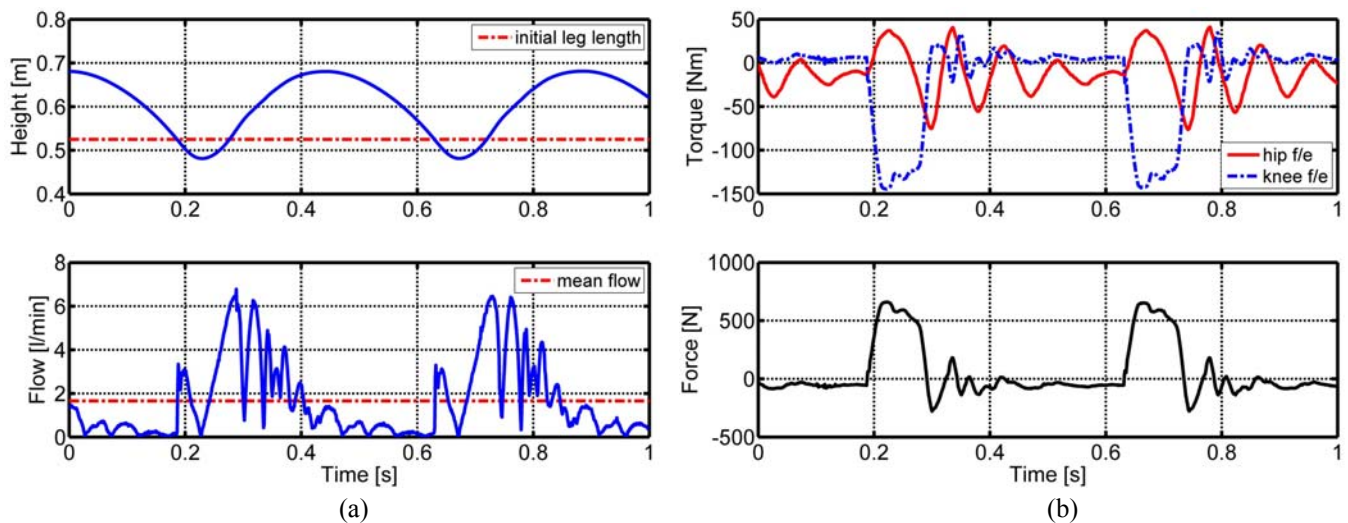 0.8
0.7
0.6
0.5
0.4
Height [m]
initial leg length
0 0.2 0.4 0.6 0.8 1
8
6
4
2
0
Flow [l/min]
mean flow
0 0.2 0.4 0.6 0.8 1
Time [s]
(a)
50
0
-50
-100
-150
Torque [Nm]
hip f/e
knee f/e
0 0.2 0.4 0.6 0.8 1
1000
500
0
-500
Force [N]
0 0.2 0.4 0.6 0.8 1
Time [s]
(b)